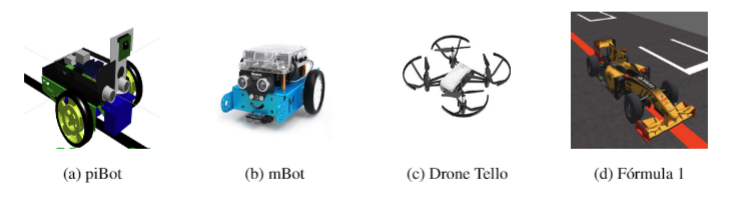 (a) piBot
(b) mBot
(c) Drone Tello
(d) Fórmula 1